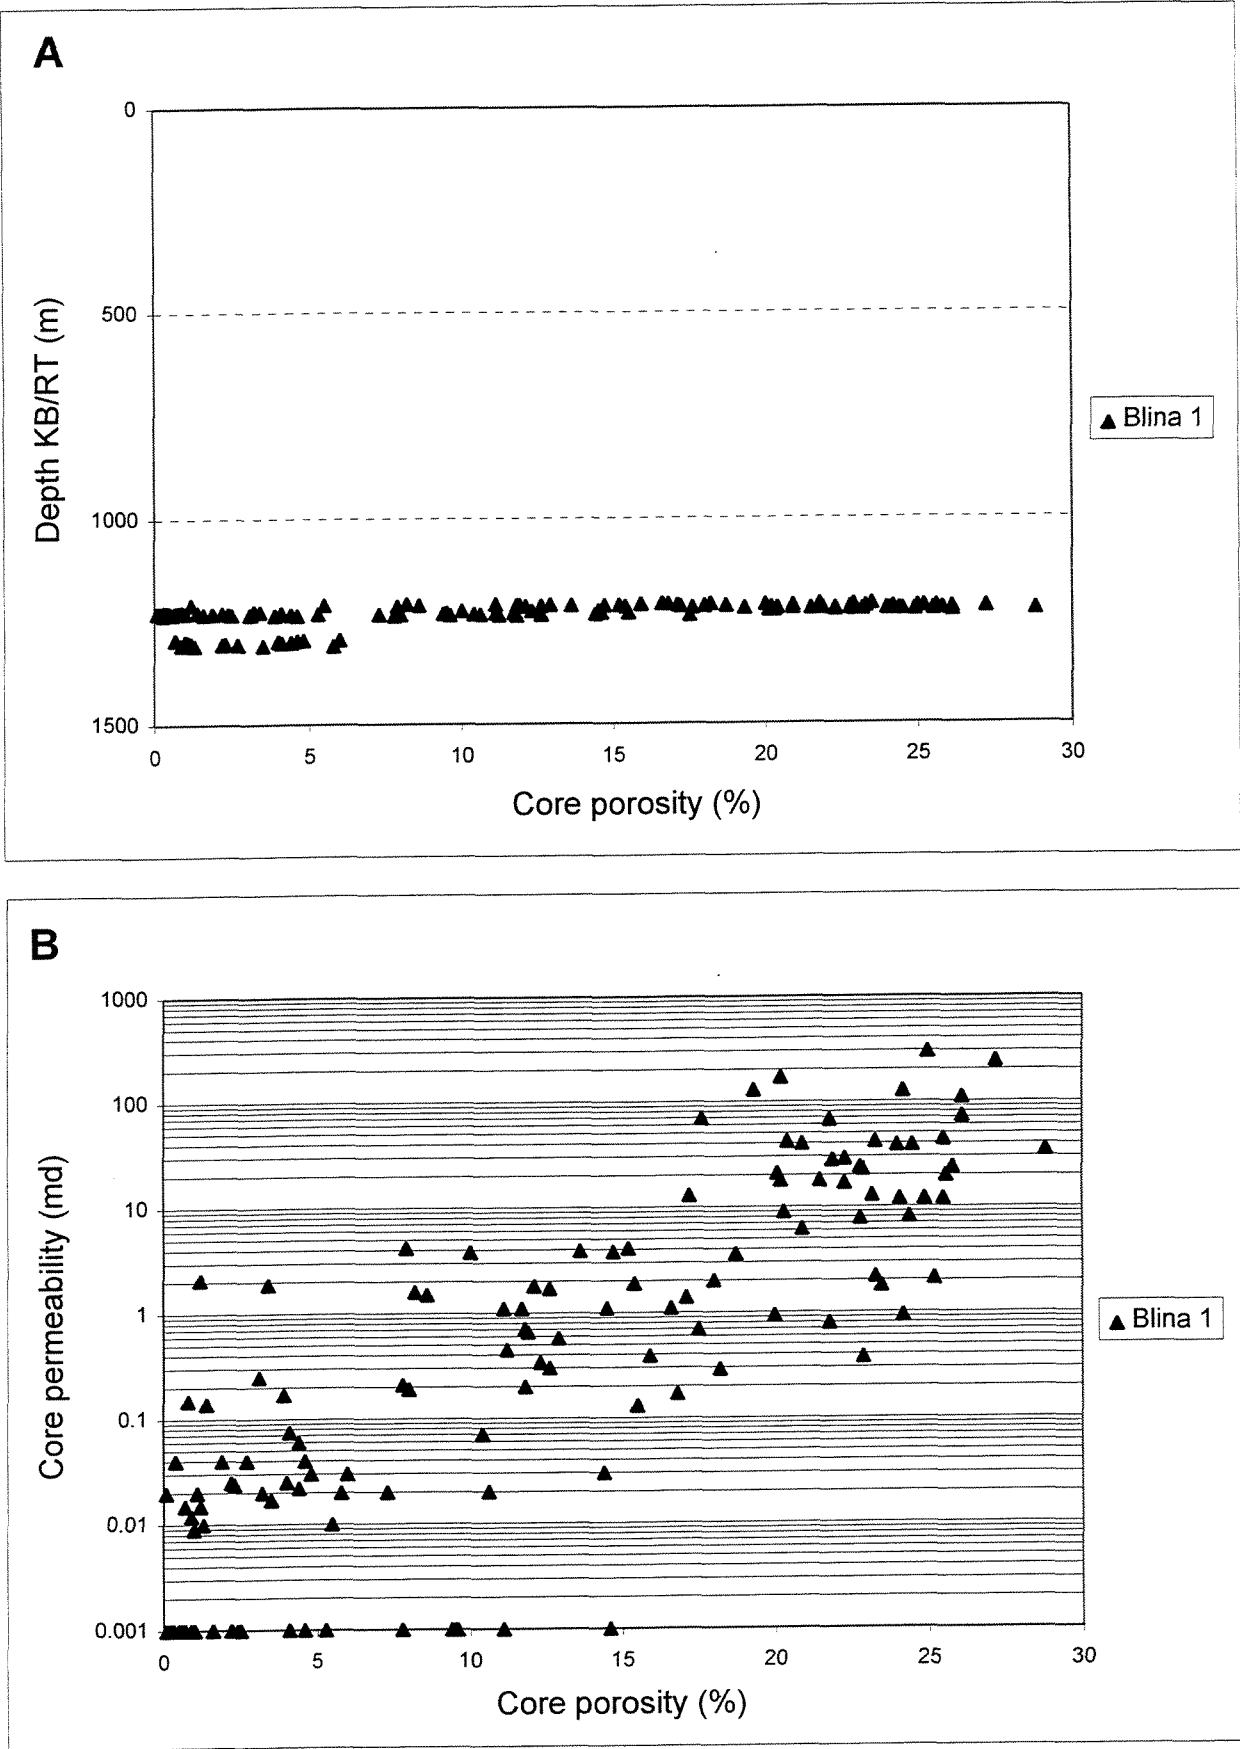 A
0
500
1000
1500
Depth KB/RT (m)
0 5 10 15 20 25 30
Core porosity (%)
Blina 1
B
1000
100
10
1
0.1
0.01
0.001
Core permeability (md)
0 5 10 15 20 25 30
Core porosity (%)
Blina 1